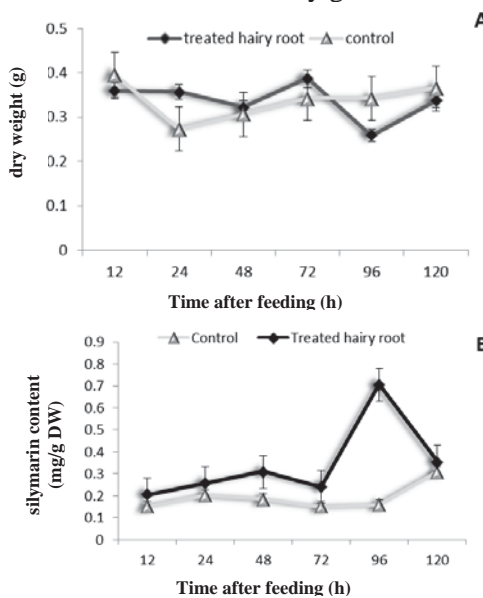 A
0.5
treated hairy root
control
0.4
0.3
0.2
0.1
0
dry weight (g)
12 24 48 72 96 120
Time after feeding (h)
B
Control
Treated hairy root
0.9
0.8
0.7
0.6
0.5
0.4
0.3
0.2
0.1
0
silymarin content
(mg/g DW)
12 24 48 72 96 120
Time after feeding (h)